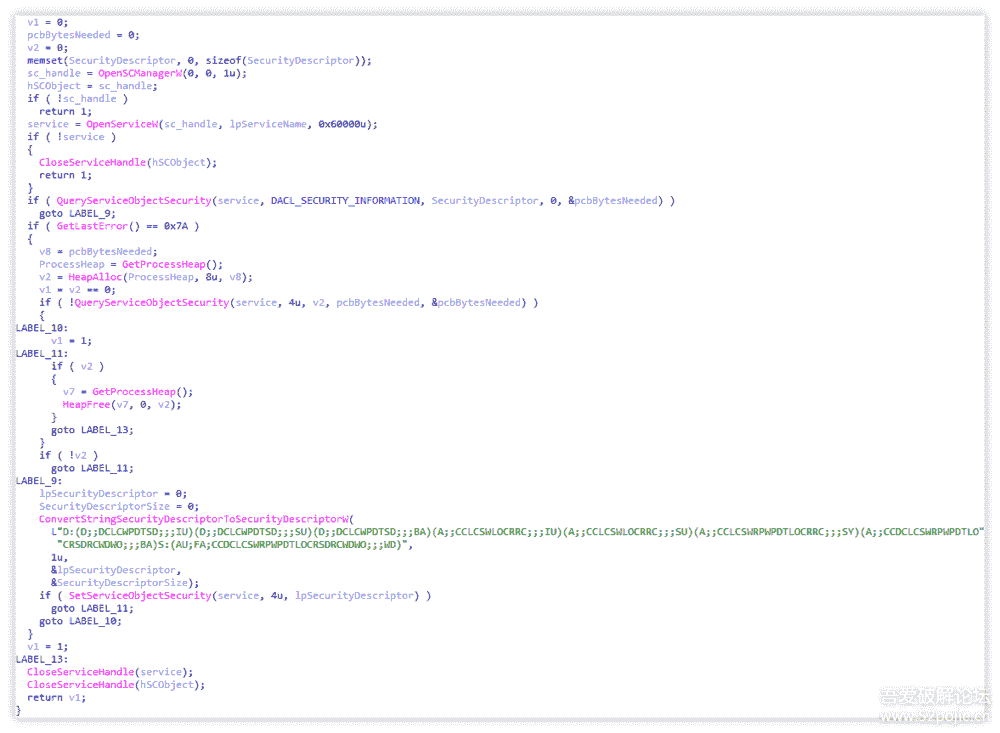 v1 = 0;
pcbBytesNeeded = 0;
v2 = 0;
memset(SecurityDescriptor, 0, sizeof(SecurityDescriptor));
sc_handle = OpenSCManagerW(0, 0, 1u);
hSCObject = sc_handle;
if ( !sc_handle )
return 1;
service = OpenServiceW(sc_handle, lpServiceName, 0x60000u);
if ( !service )
{
CloseServiceHandle(hSCObject);
return 1;
}
if ( QueryServiceObjectSecurity(service, DACL_SECURITY_INFORMATION, SecurityDescriptor, 0, &pcbBytesNeeded) )
goto LABEL_9;
if ( GetLastError() == 0x7A )
{
v8 = pcbBytesNeeded;
ProcessHeap = GetProcessHeap();
v2 = HeapAlloc(ProcessHeap, 8u, v8);
v1 = v2 == 0;
if ( !QueryServiceObjectSecurity(service, 4u, v2, pcbBytesNeeded, &pcbBytesNeeded) )
{
LABEL_10:
v1 = 1;
LABEL_11:
if ( v2 )
{
v7 = GetProcessHeap();
HeapFree(v7, 0, v2);
}
goto LABEL_13;
}
if ( !v2 )
goto LABEL_11;
LABEL_9:
lpSecurityDescriptor = 0;
SecurityDescriptorSize = 0;
ConvertStringSecurityDescriptorToSecurityDescriptorW(
L"D:(D;;DCLCWPDTSD;;;IU)(D;;DCLCWPDTSD;;;SU)(D;;DCLCWPDTSD;;;BA)(A;;CCLCSWLOCRRC;;;IU)(A;;CCLCSWLOCRRC;;;SU)(A;;CCLCSWRPWPDTLOCRRC;;;SY)(A;;CCDCLCSWRPWPDTLO"
"CRSDRCWDWO;;;BA)S:(AU;FA;CCDCLCSWRPWPDTLOCRSDRCWDWO;;;WD)",
1u,
&lpSecurityDescriptor,
&SecurityDescriptorSize);
if ( SetServiceObjectSecurity(service, 4u, lpSecurityDescriptor) )
goto LABEL_11;
goto LABEL_10;
}
v1 = 1;
LABEL_13:
CloseServiceHandle(service);
CloseServiceHandle(hSCObject);
return v1;
}
吾爱破解论坛
www.52pojie.cn